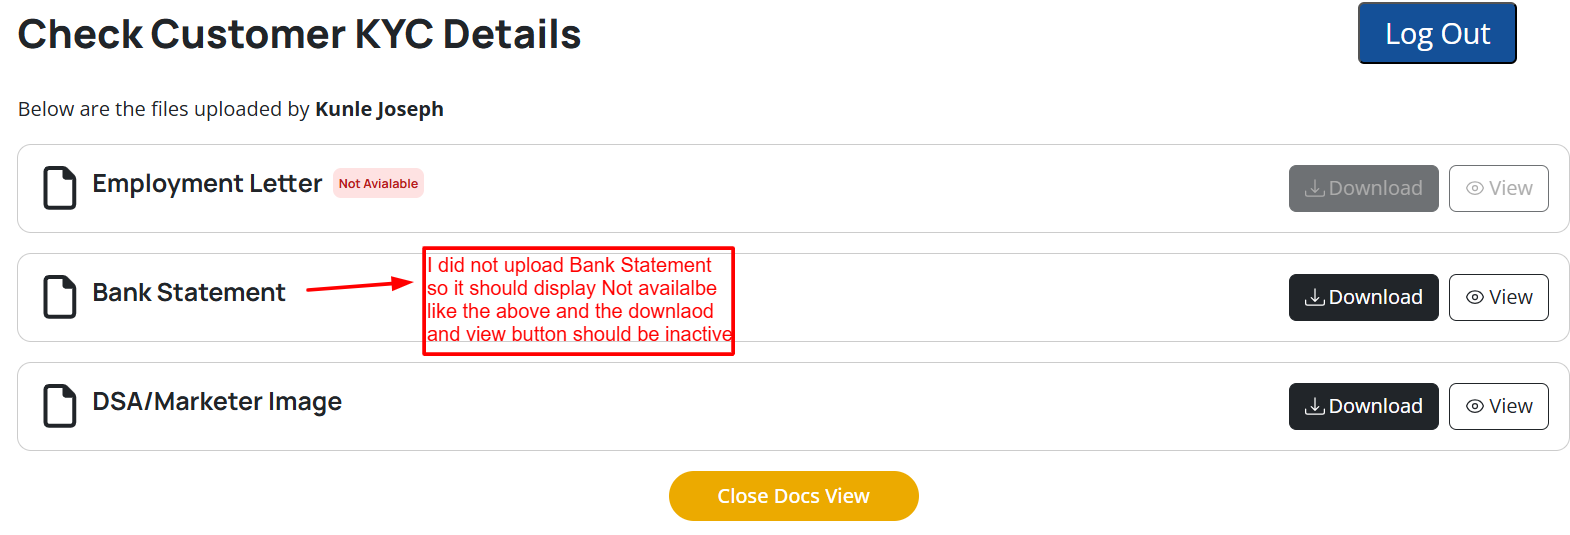 Check Customer KYC Details
Log Out
Below are the files uploaded by Kunle Joseph
Employment Letter Not Avialable
Download View
Bank Statement
I did not upload Bank Statement
so it should display Not availalbe
like the above and the downlaod
and view button should be inactive
Download View
DSA/Marketer Image
Download View
Close Docs View